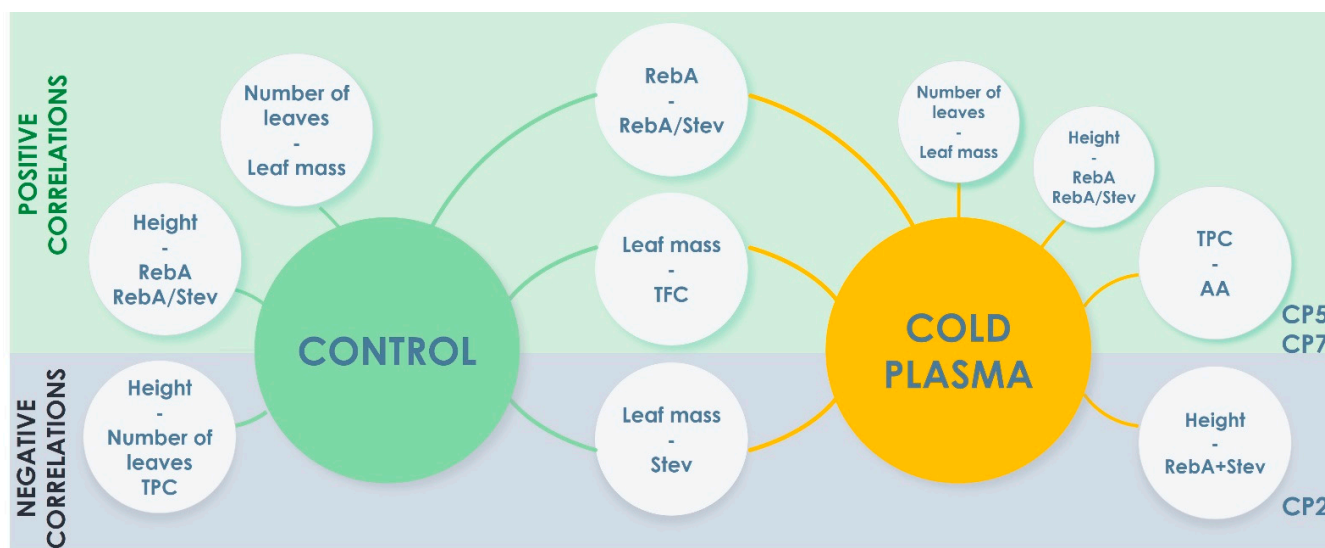 POSITIVE
CORRELATIONS
Number of
leaves
-
Leaf mass
Height
-
RebA
RebA/Stev
RebA
-
RebA/Stev
Leaf mass
-
TFC
Number of
leaves
-
Leaf mass
Height
-
RebA
RebA/Stev
TPC
-
AA
CP5
CP7
CONTROL
COLD
PLASMA
NEGATIVE
CORRELATIONS
Height
-
Number of
leaves
TPC
Leaf mass
-
Stev
Height
-
RebA+Stev
CP2